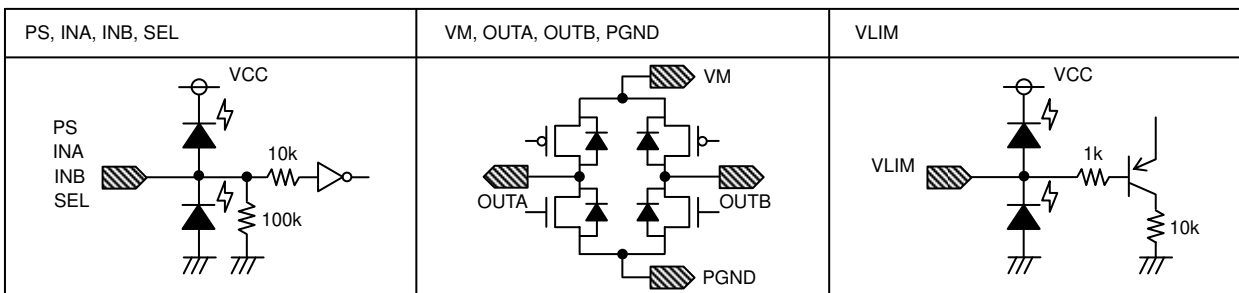 PS, INA, INB, SEL
VM, OUTA, OUTB, PGND
VLIM
VCC
PS
INA
INB
SEL
10k
100k
VM
OUTA
OUTB
PGND
VCC
VLIM
1k
10k